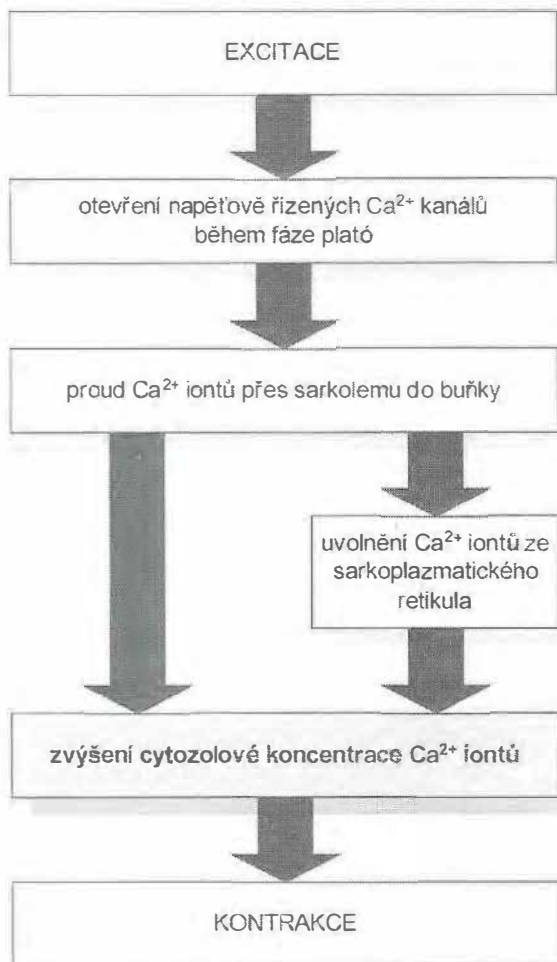 EXCITACE
otevření napěťově řízených Ca²⁺ kanálů
během fáze plató
proud Ca²⁺ iontů přes sarkolemu do buňky
uvolnění Ca²⁺ iontů ze
sarkoplazmatického
retikula
zvýšení cytozolové koncentrace Ca²⁺ iontů
KONTRAKCE